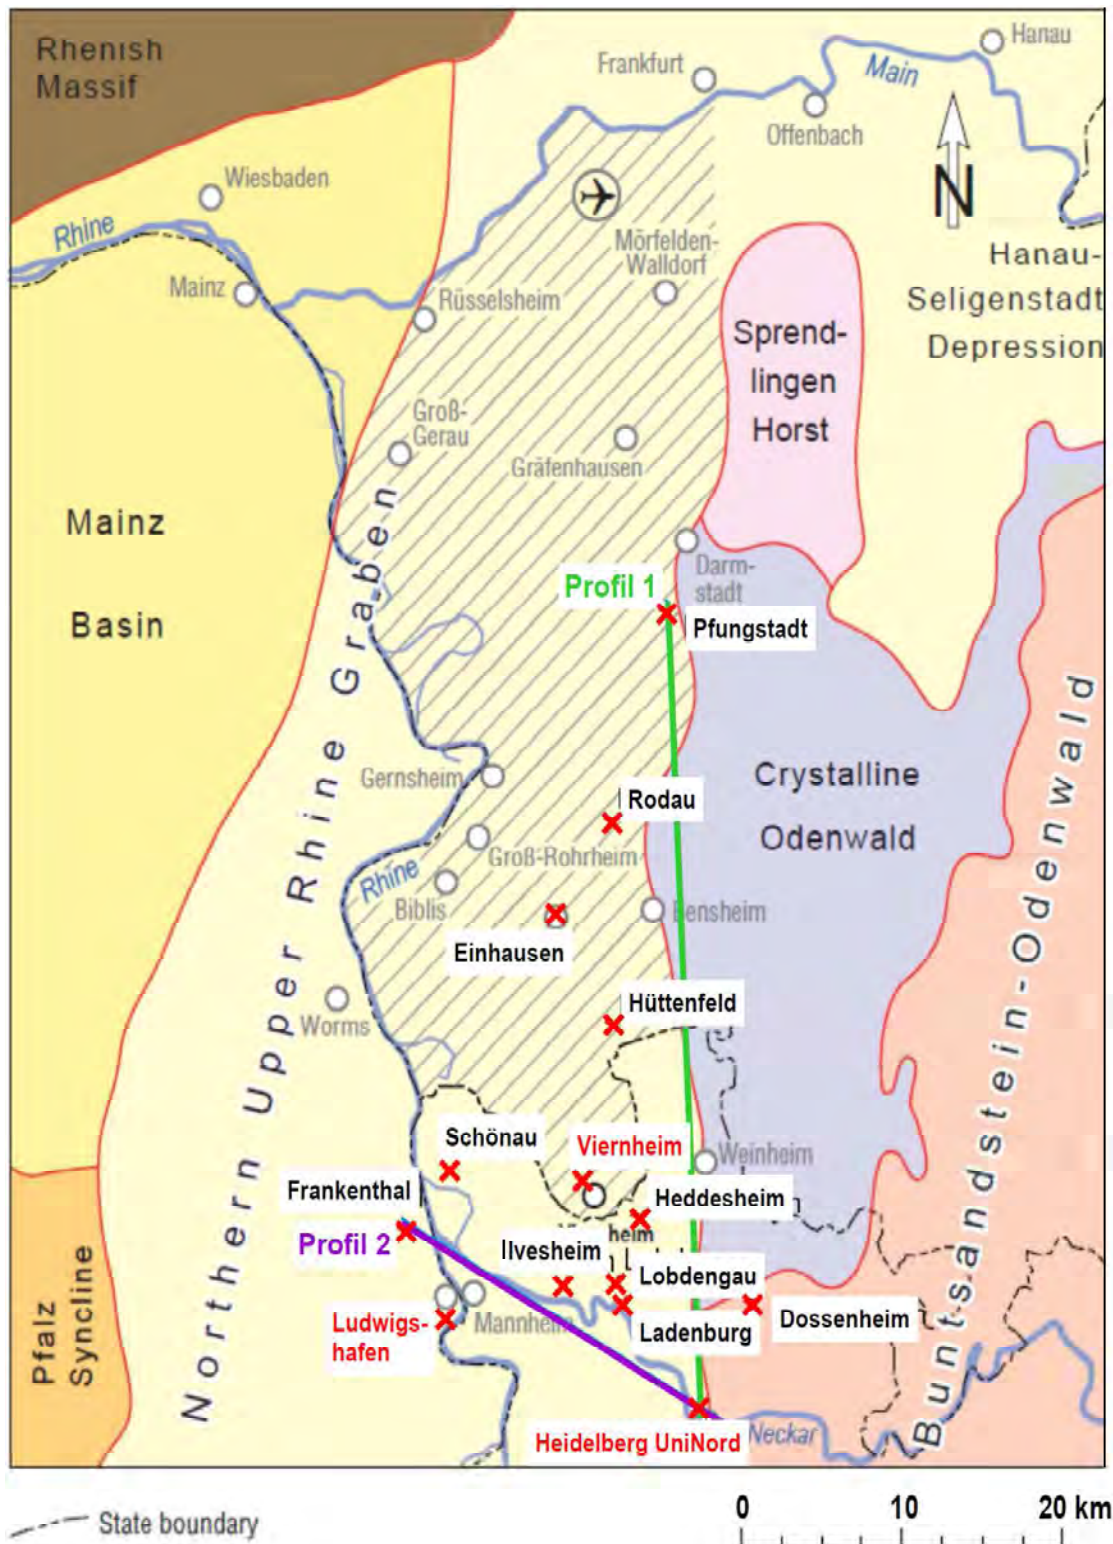 Rhenish
Massif
Frankfurt
Hanau
Main
Offenbach
N
Wiesbaden
Rhine
Mainz
Mörfelden-
Walldorf
Rüsselsheim
Hanau-
Seligenstadt
Depression
Sprend-
lingen
Horst
Groß-
Gerau
Gräfenhausen
Mainz
Basin
Northern Upper Rhine Graben
Darm-
stadt
Profil 1
Pfungstadt
Crystalline
Odenwald
Buntsandstein-Odenwald
Gernsheim
Rodau
Groß-Rohrheim
Rhine
Biblis
Bensheim
Einhausen
Hüttenfeld
Worms
Schönau
Viernheim
Weinheim
Frankenthal
Heddesheim
Profil 2
Ilvesheim
heim
Lobdengau
Pfalz
Syncline
Ludwigs-
hafen
Mannheim
Ladenburg
Dossenheim
Heidelberg UniNord
Neckar
0 10 20 km
State boundary